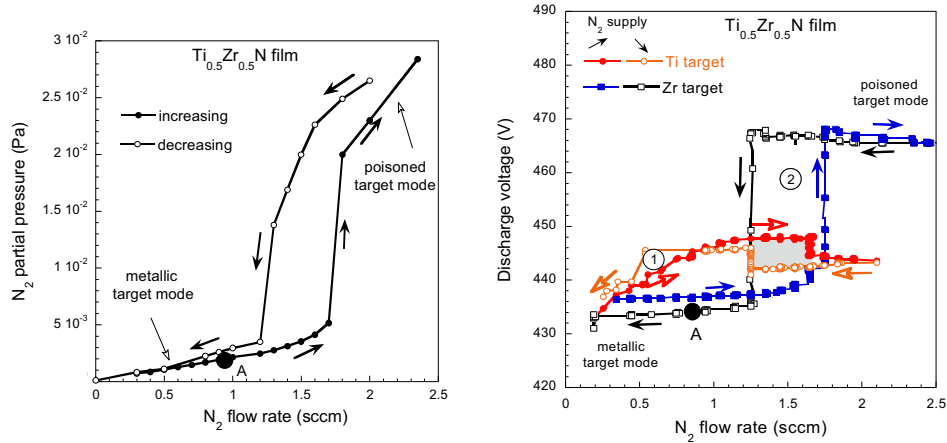 Ti0.5Zr0.5N film
3 10-2
2.5 10-2
2 10-2
1.5 10-2
1 10-2
5 10-3
0
N2 partial pressure (Pa)
increasing
decreasing
poisoned
target mode
metallic
target mode
A
0 0.5 1 1.5 2 2.5
N2 flow rate (sccm)
490
480
470
460
450
440
430
420
Discharge voltage (V)
Ti0.5Zr0.5N film
N2 supply
Ti target
Zr target
poisoned
target mode
2
1
A
metallic
target mode
0 0.5 1 1.5 2 2.5
N2 flow rate (sccm)